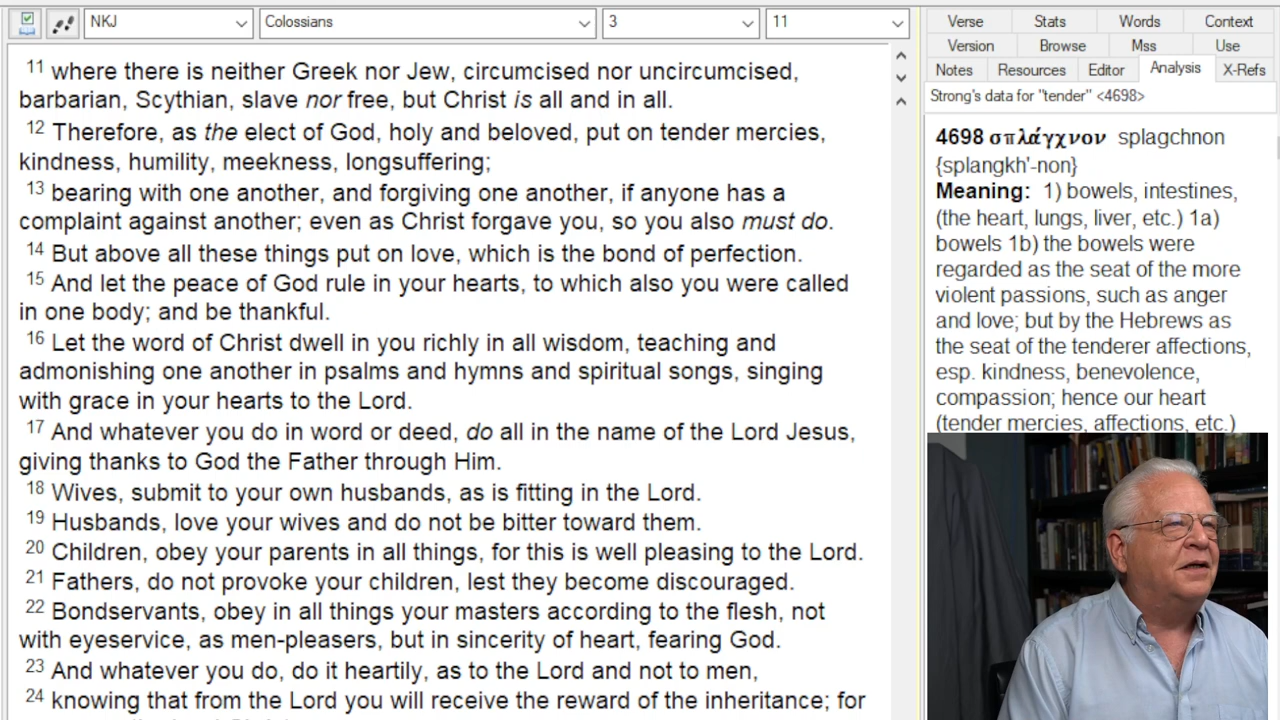 NKJ Colossians 3 11
11 where there is neither Greek nor Jew, circumcised nor uncircumcised,
barbarian, Scythian, slave nor free, but Christ is all and in all.
12 Therefore, as the elect of God, holy and beloved, put on tender mercies,
kindness, humility, meekness, longsuffering;
13 bearing with one another, and forgiving one another, if anyone has a
complaint against another; even as Christ forgave you, so you also must do.
14 But above all these things put on love, which is the bond of perfection.
15 And let the peace of God rule in your hearts, to which also you were called
in one body; and be thankful.
16 Let the word of Christ dwell in you richly in all wisdom, teaching and
admonishing one another in psalms and hymns and spiritual songs, singing
with grace in your hearts to the Lord.
17 And whatever you do in word or deed, do all in the name of the Lord Jesus,
giving thanks to God the Father through Him.
18 Wives, submit to your own husbands, as is fitting in the Lord.
19 Husbands, love your wives and do not be bitter toward them.
20 Children, obey your parents in all things, for this is well pleasing to the Lord.
21 Fathers, do not provoke your children, lest they become discouraged.
22 Bondservants, obey in all things your masters according to the flesh, not
with eyeservice, as men-pleasers, but in sincerity of heart, fearing God.
23 And whatever you do, do it heartily, as to the Lord and not to men,
24 knowing that from the Lord you will receive the reward of the inheritance; for
Verse Stats Words Context
Version Browse Mss Use
Notes Resources Editor Analysis X-Refs
Strong's data for "tender" <4698>
4698 σπλάγχνον splagchnon
{splangkh'-non}
Meaning: 1) bowels, intestines,
(the heart, lungs, liver, etc.) 1a)
bowels 1b) the bowels were
regarded as the seat of the more
violent passions, such as anger
and love; but by the Hebrews as
the seat of the tenderer affections,
esp. kindness, benevolence,
compassion; hence our heart
(tender mercies, affections, etc.)